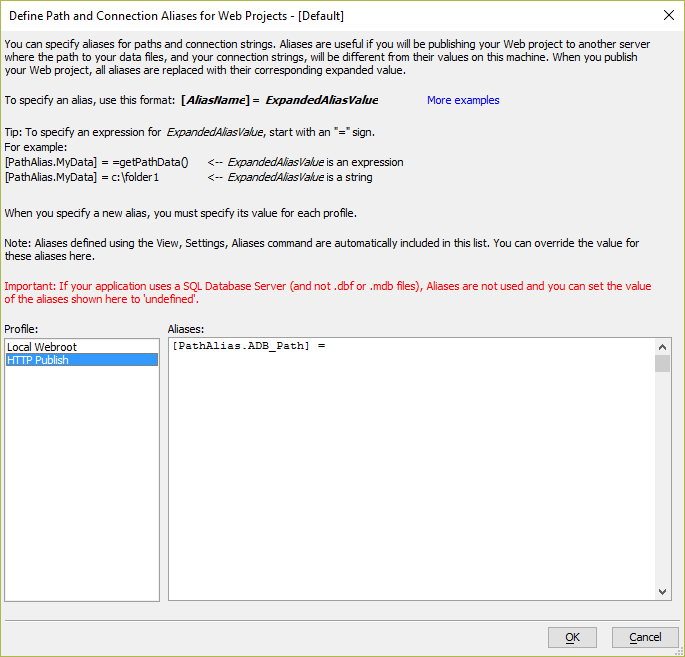 Define Path and Connection Aliases for Web Projects - [Default]
You can specify aliases for paths and connection strings. Aliases are useful if you will be publishing your Web project to another server
where the path to your data files, and your connection strings, will be different from their values on this machine. When you publish
your Web project, all aliases are replaced with their corresponding expanded value.
To specify an alias, use this format: [AliasName] = ExpandedAliasValue More examples
Tip: To specify an expression for ExpandedAliasValue, start with an "=" sign.
For example:
[PathAlias.MyData] = =getPathData() <-- ExpandedAliasValue is an expression
[PathAlias.MyData] = c:\folder1 <-- ExpandedAliasValue is a string
When you specify a new alias, you must specify its value for each profile.
Note: Aliases defined using the View, Settings, Aliases command are automatically included in this list. You can override the value for
these aliases here.
Important: If your application uses a SQL Database Server (and not .dbf or .mdb files), Aliases are not used and you can set the value
of the aliases shown here to 'undefined'.
Profile: Aliases:
Local Webroot
HTTP Publish
[PathAlias.ADB_Path] =
OK Cancel